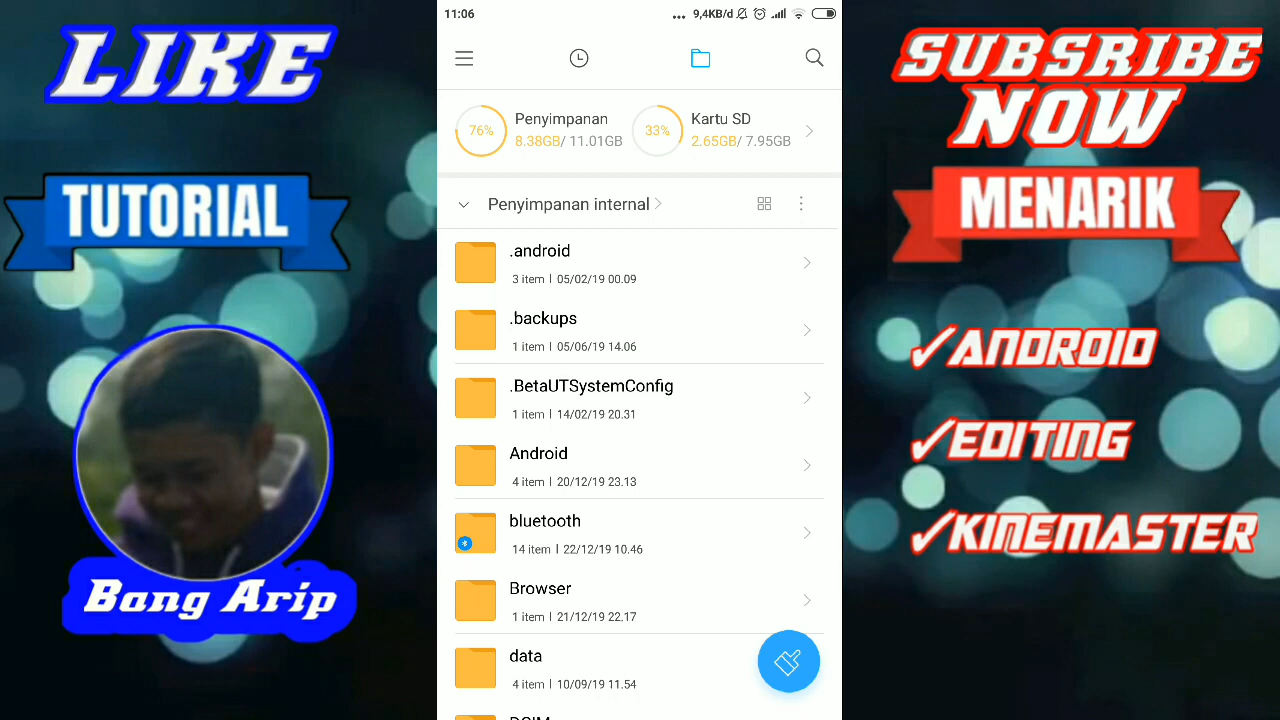 LIKE
TUTORIAL
Bang Arip
11:06
... 9,4KB/d
76%
Penyimpanan
8.38GB/ 11.01GB
33%
Kartu SD
2.65GB/ 7.95GB
Penyimpanan internal
.android
3 item | 05/02/19 00.09
.backups
1 item | 05/06/19 14.06
.BetaUTSystemConfig
1 item | 14/02/19 20.31
Android
4 item | 20/12/19 23.13
bluetooth
14 item | 22/12/19 10.46
Browser
1 item | 21/12/19 22.17
data
4 item | 10/09/19 11.54
SUBSRIBE
NOW
MENARIK
✓ANDROID
✓EDITING
✓KINEMASTER